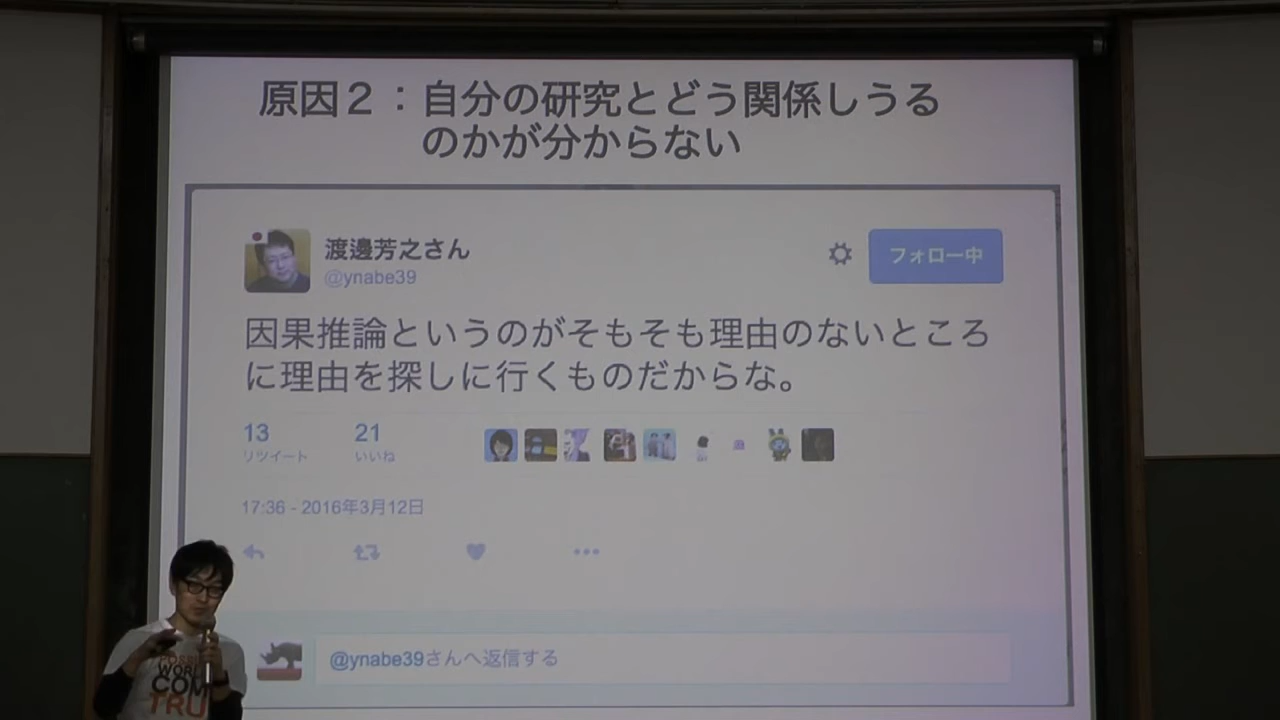 原因２：自分の研究とどう関係しうる
のかが分からない
渡邊芳之さん
@ynabe39
フォロー中
因果推論というのがそもそも理由のないところ
に理由を探しに行くものだからな。
13 21
リツイート いいね
17:36 - 2016年3月12日
@ynabe39さんへ返信する
COM
TRU